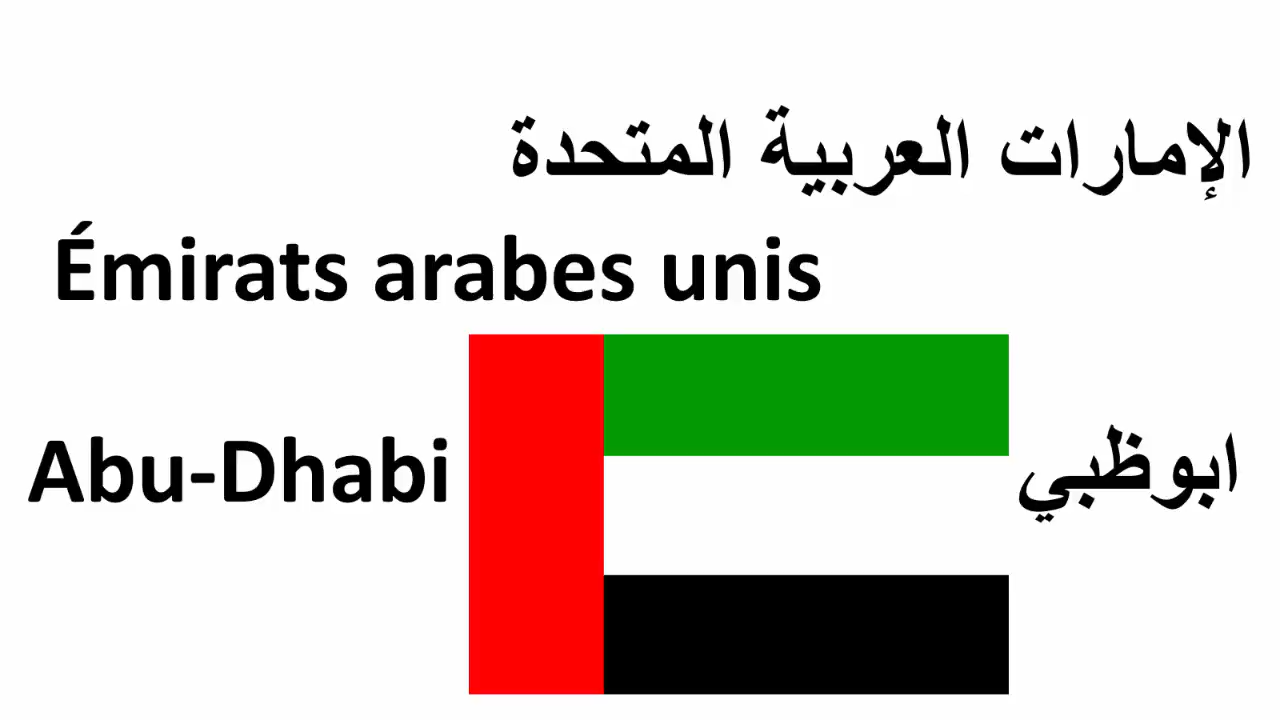 الإمارات العربية المتحدة
Émirats arabes unis
Abu-Dhabi
ابوظبي